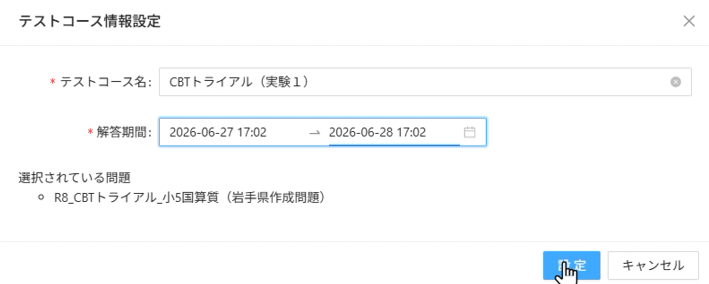 テストコース情報設定
* テストコース名: CBTトライアル（実験１）
* 解答期間: 2026-06-27 17:02 → 2026-06-28 17:02
選択されている問題
R8_CBTトライアル_小5国算質（岩手県作成問題）
設 定 キャンセル